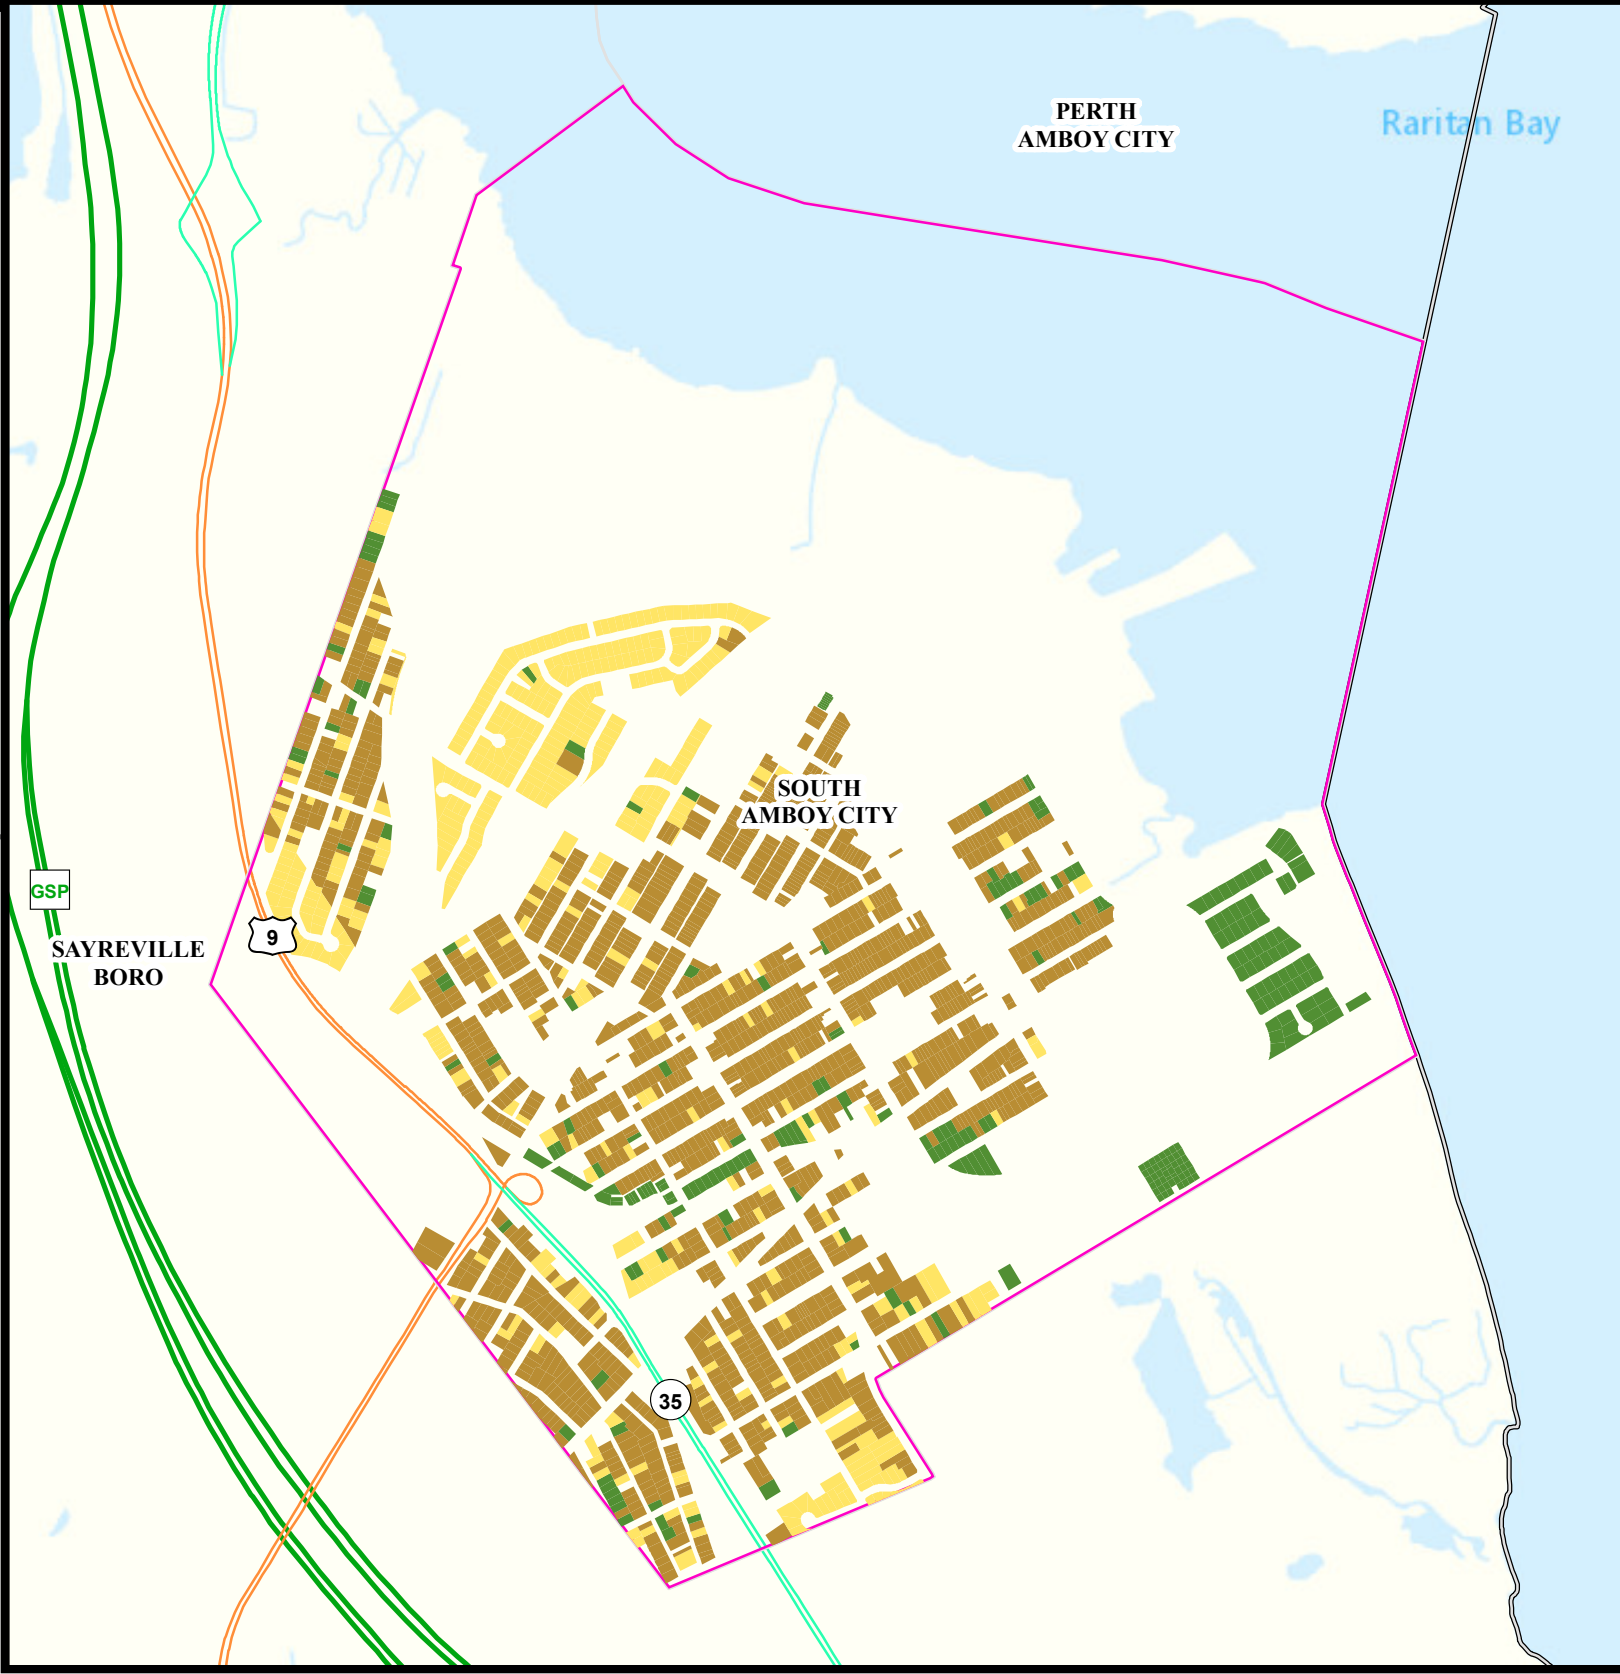 PERTH
AMBOY CITY
Raritan Bay
SOUTH
AMBOY CITY
GSP
9
SAYREVILLE
BORO
35